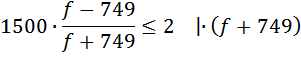 1500·(f − 749)/(f + 749) ≤ 2 |·(f + 749)